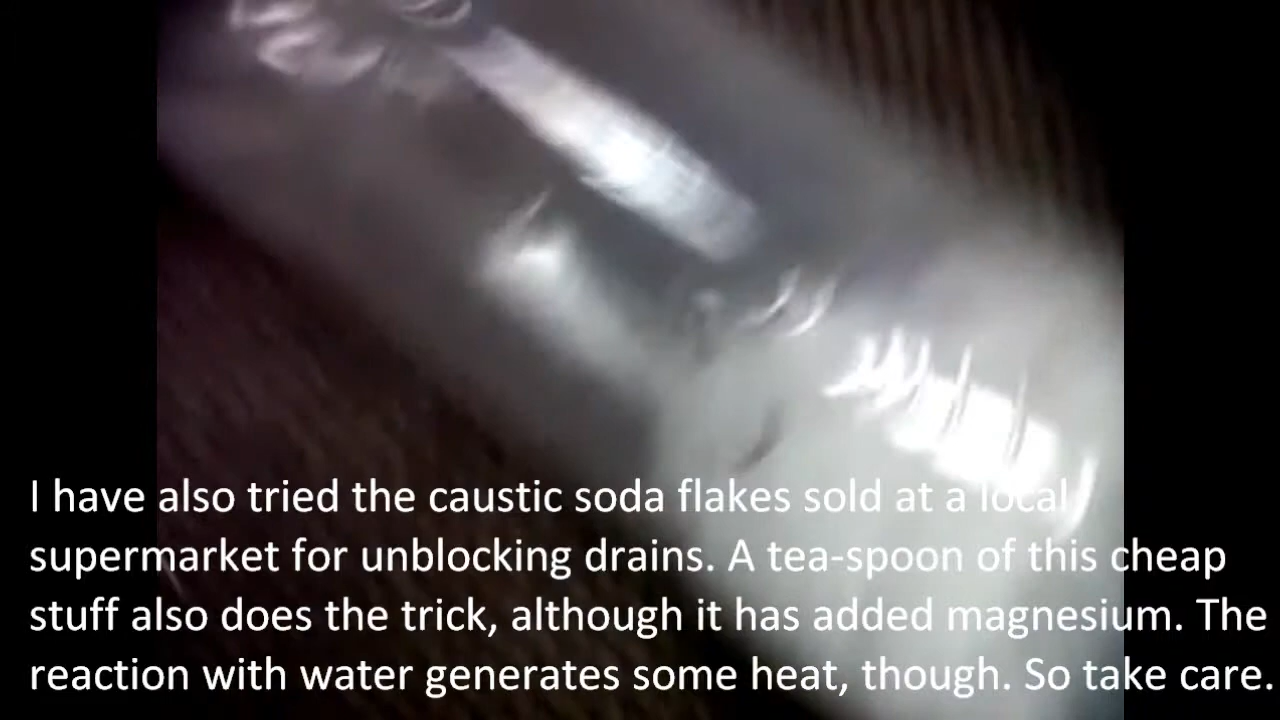 I have also tried the caustic soda flakes sold at a local
supermarket for unblocking drains. A tea-spoon of this cheap
stuff also does the trick, although it has added magnesium. The
reaction with water generates some heat, though. So take care.